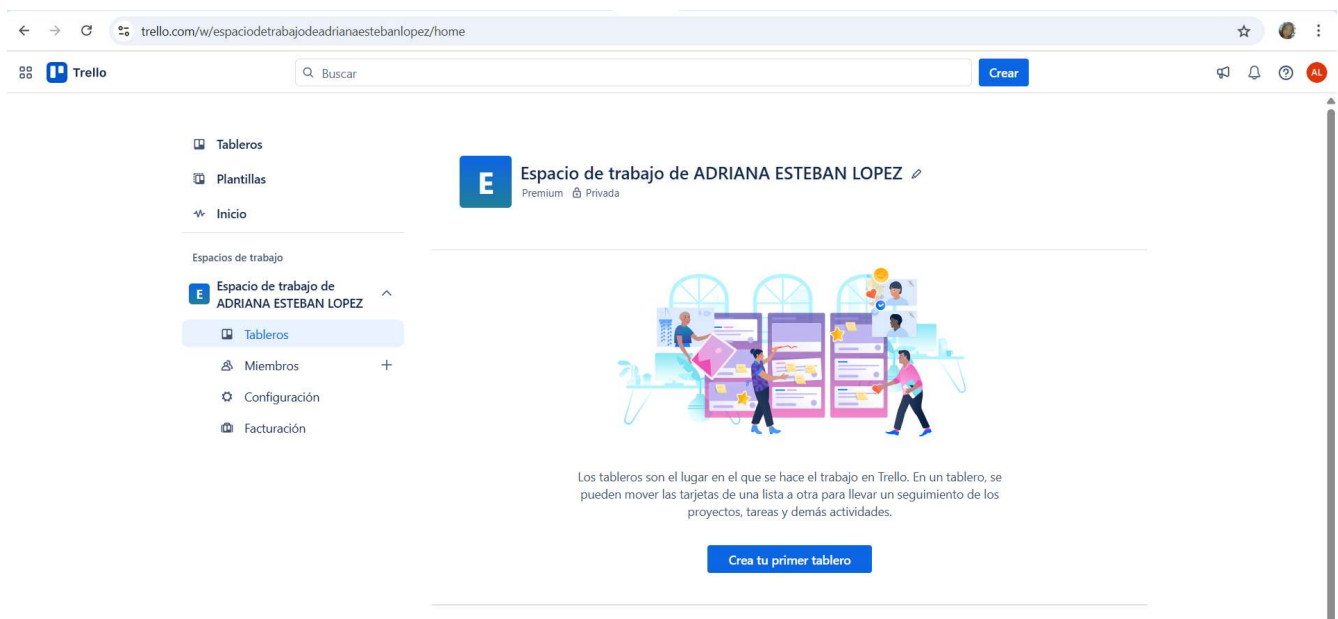 trello.com/w/espaciodetrabajodeadrianaestebanlopez/home
Trello
Buscar
Crear
AL
Tableros
Plantillas
Inicio
Espacios de trabajo
E
Espacio de trabajo de
ADRIANA ESTEBAN LOPEZ
Tableros
Miembros
Configuración
Facturación
E
Espacio de trabajo de ADRIANA ESTEBAN LOPEZ
Premium Privada
Los tableros son el lugar en el que se hace el trabajo en Trello. En un tablero, se
pueden mover las tarjetas de una lista a otra para llevar un seguimiento de los
proyectos, tareas y demás actividades.
Crea tu primer tablero